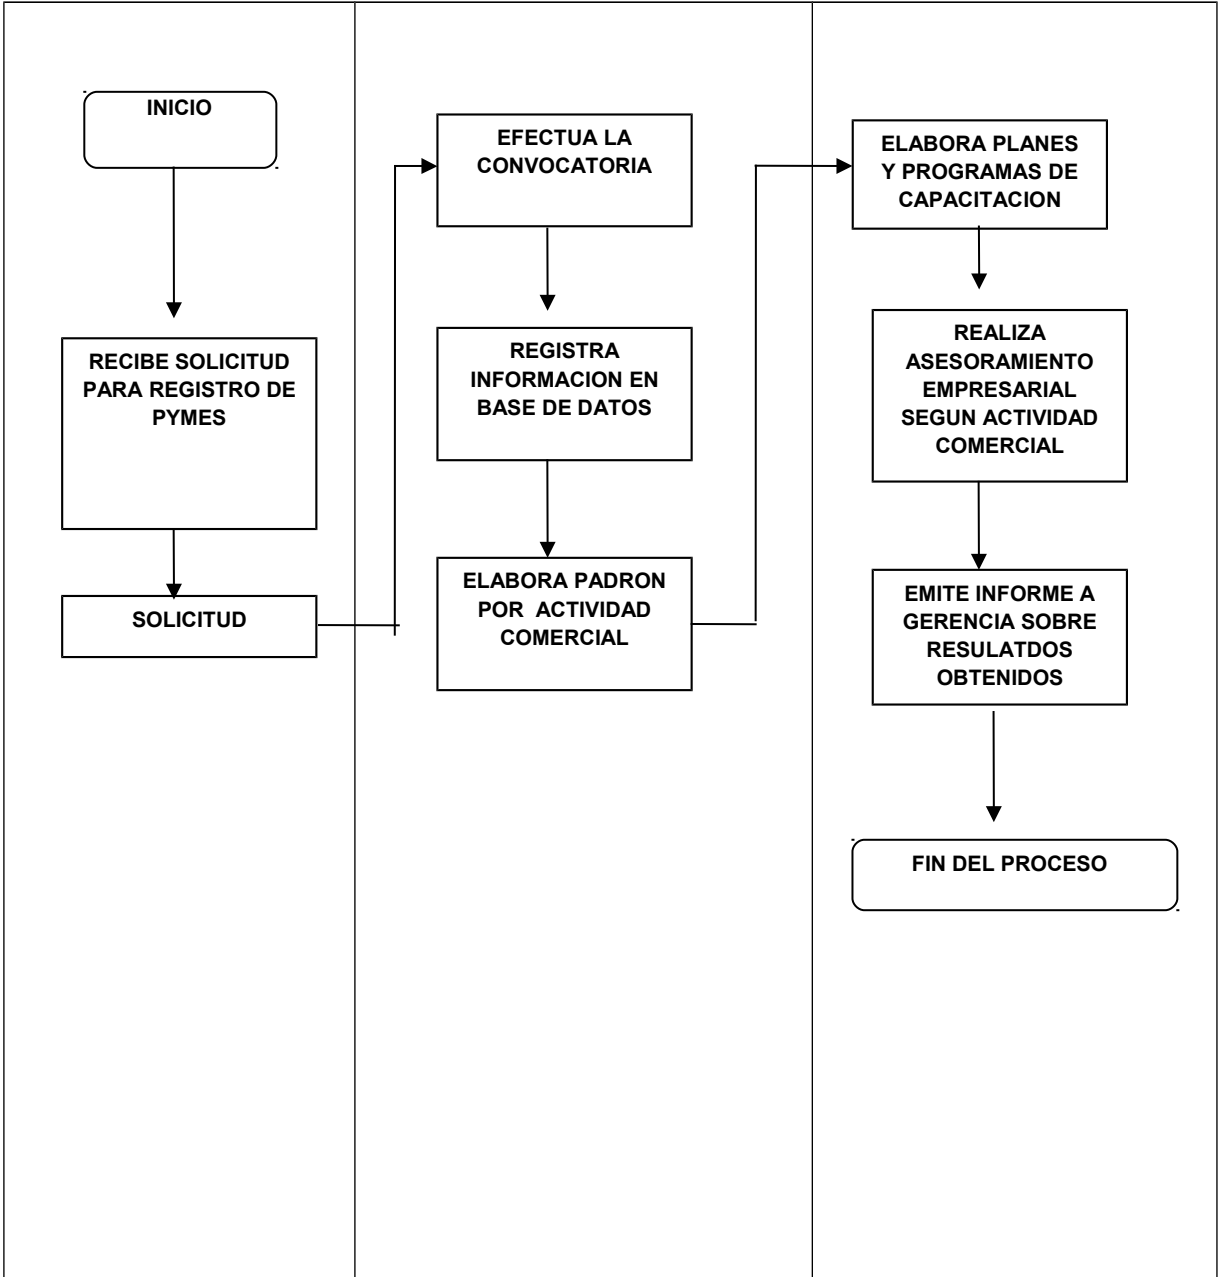 INICIO
RECIBE SOLICITUD
PARA REGISTRO DE
PYMES
SOLICITUD
EFECTUA LA
CONVOCATORIA
REGISTRA
INFORMACION EN
BASE DE DATOS
ELABORA PADRON
POR ACTIVIDAD
COMERCIAL
ELABORA PLANES
Y PROGRAMAS DE
CAPACITACION
REALIZA
ASESORAMIENTO
EMPRESARIAL
SEGUN ACTIVIDAD
COMERCIAL
EMITE INFORME A
GERENCIA SOBRE
RESULATDOS
OBTENIDOS
FIN DEL PROCESO